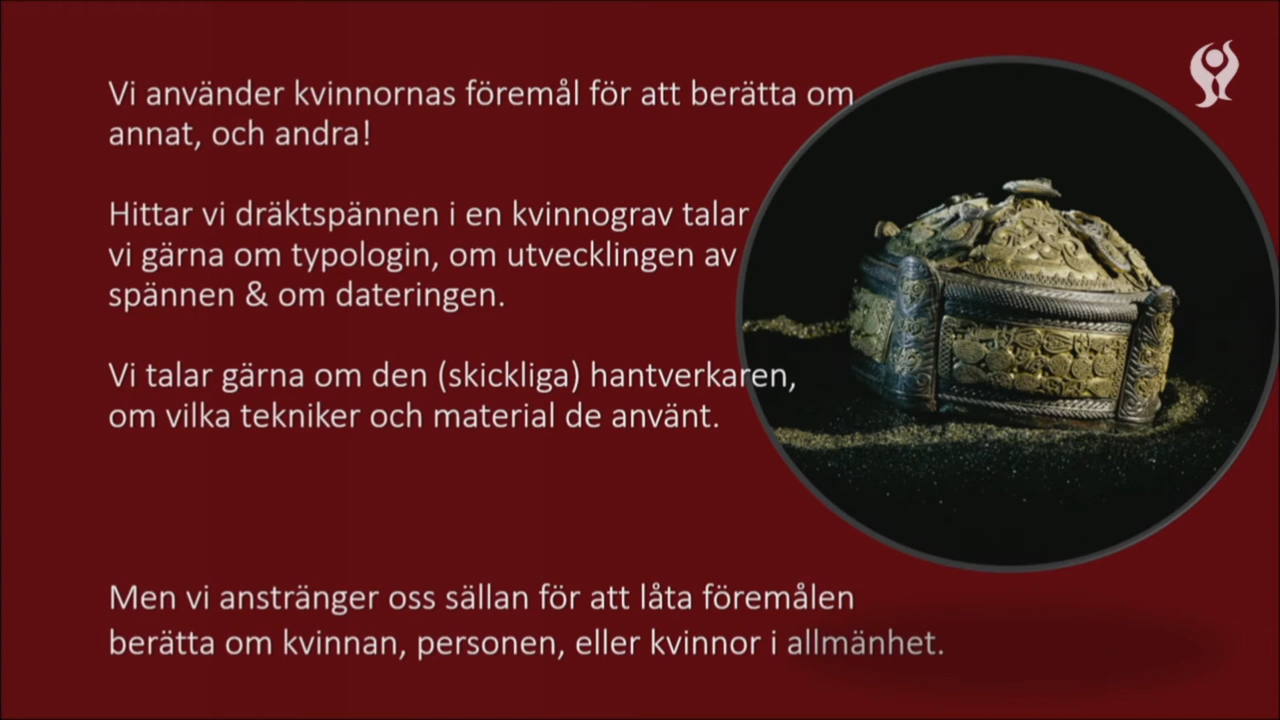 Vi använder kvinnornas föremål för att berätta om
annat, och andra!
Hittar vi dräktspännen i en kvinnograv talar
vi gärna om typologin, om utvecklingen av
spännen & om dateringen.
Vi talar gärna om den (skickliga) hantverkaren,
om vilka tekniker och material de använt.
Men vi anstränger oss sällan för att låta föremålen
berätta om kvinnan, personen, eller kvinnor i allmänhet.